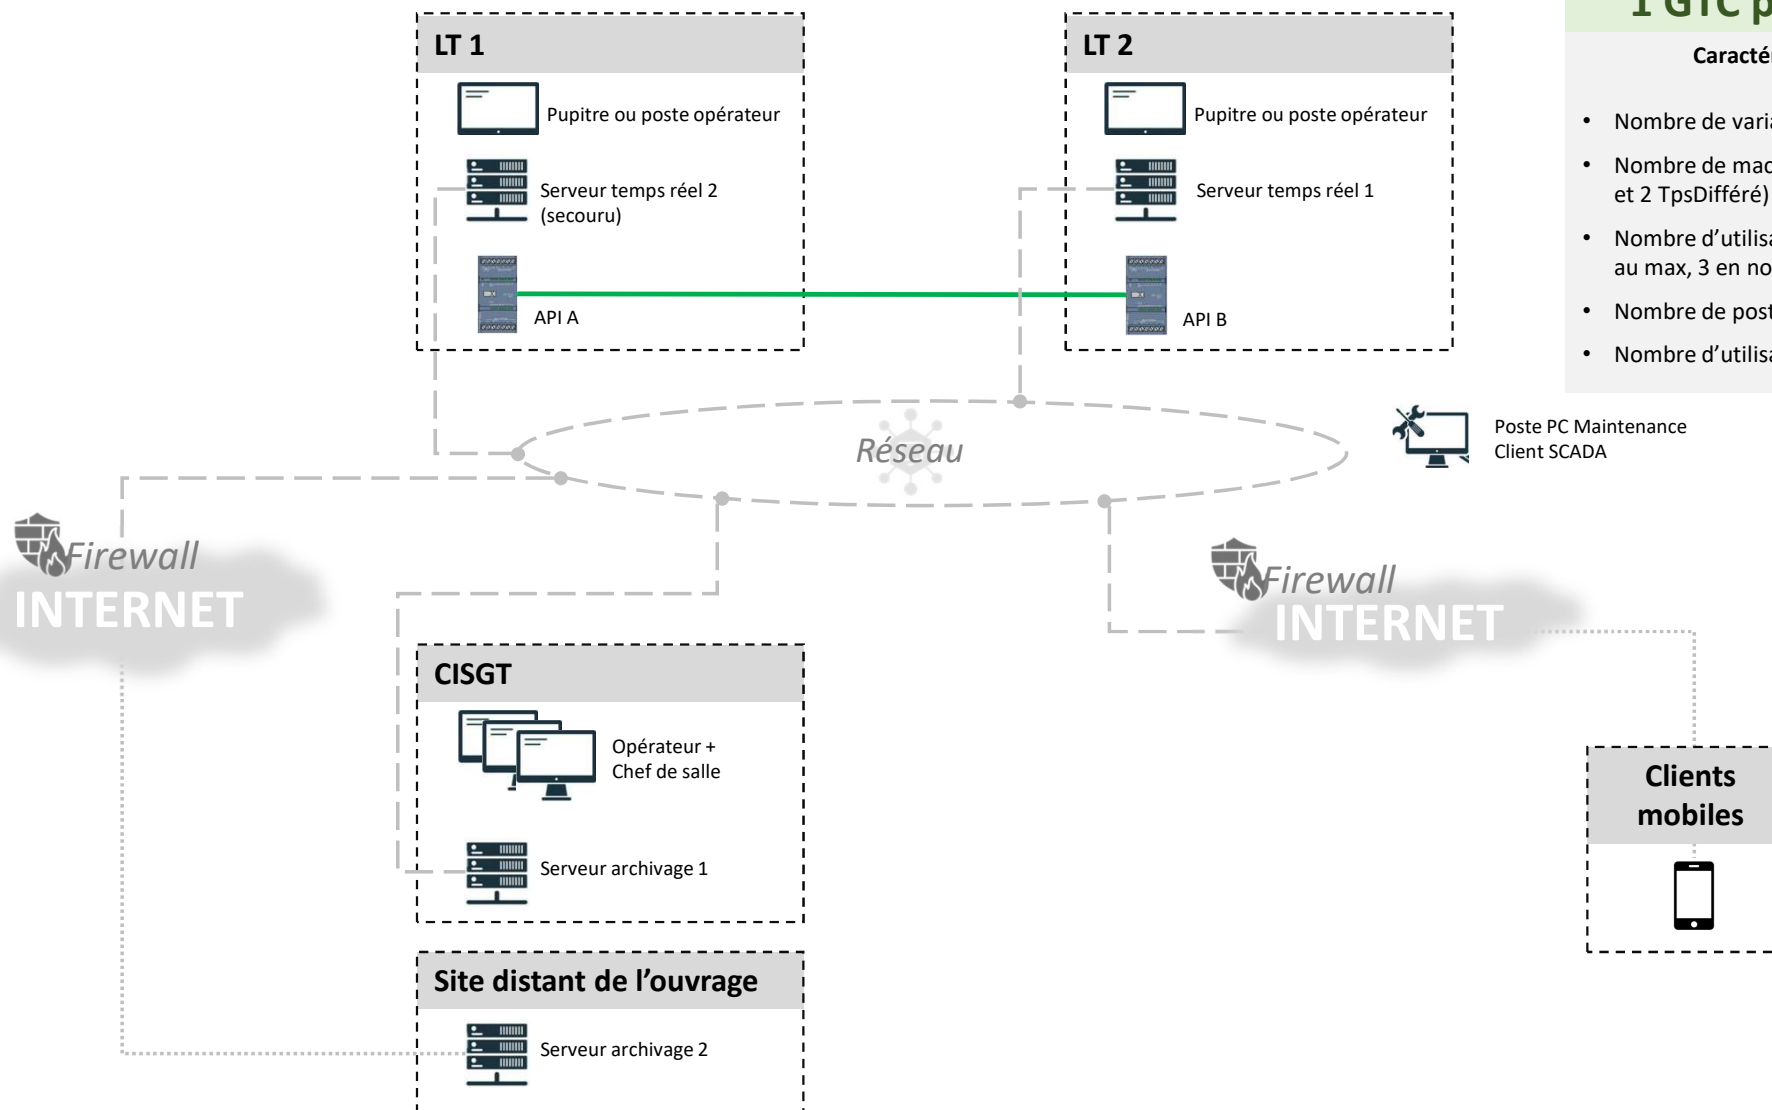 LT 1
Pupitre ou poste opérateur
Serveur temps réel 2
(secouru)
API A
LT 2
Pupitre ou poste opérateur
Serveur temps réel 1
API B
1 GTC p
Caracté
• Nombre de varia
• Nombre de mac
et 2 TpsDifféré)
• Nombre d’utilisa
au max, 3 en no
• Nombre de post
• Nombre d’utilisa
Réseau
Poste PC Maintenance
Client SCADA
Firewall
INTERNET
Firewall
INTERNET
CISGT
Opérateur +
Chef de salle
Serveur archivage 1
Clients
mobiles
Site distant de l’ouvrage
Serveur archivage 2